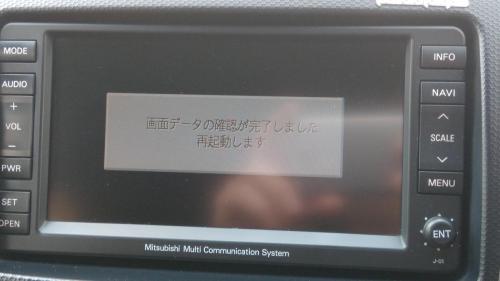 MODE
AUDIO
+
VOL
−
PWR
SET
OPEN
画面データの確認が完了しました
再起動します
INFO
NAVI
SCALE
MENU
ENT
J-03
Mitsubishi Multi Communication System